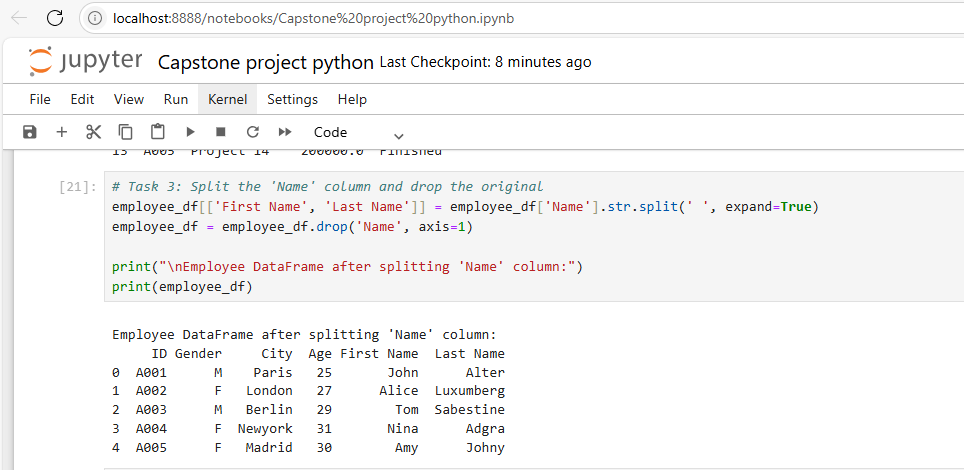 localhost:8888/notebooks/Capstone%20project%20python.ipynb
jupyter Capstone project python Last Checkpoint: 8 minutes ago
File Edit View Run Kernel Settings Help
Code
13 A005 Project 14 200000.0 Finished
[21]: # Task 3: Split the 'Name' column and drop the original
employee_df[['First Name', 'Last Name']] = employee_df['Name'].str.split(' ', expand=True)
employee_df = employee_df.drop('Name', axis=1)
print("\nEmployee DataFrame after splitting 'Name' column:")
print(employee_df)
Employee DataFrame after splitting 'Name' column:
ID Gender City Age First Name Last Name
0 A001 M Paris 25 John Alter
1 A002 F London 27 Alice Luxumberg
2 A003 M Berlin 29 Tom Sabestine
3 A004 F Newyork 31 Nina Adgra
4 A005 F Madrid 30 Amy Johny